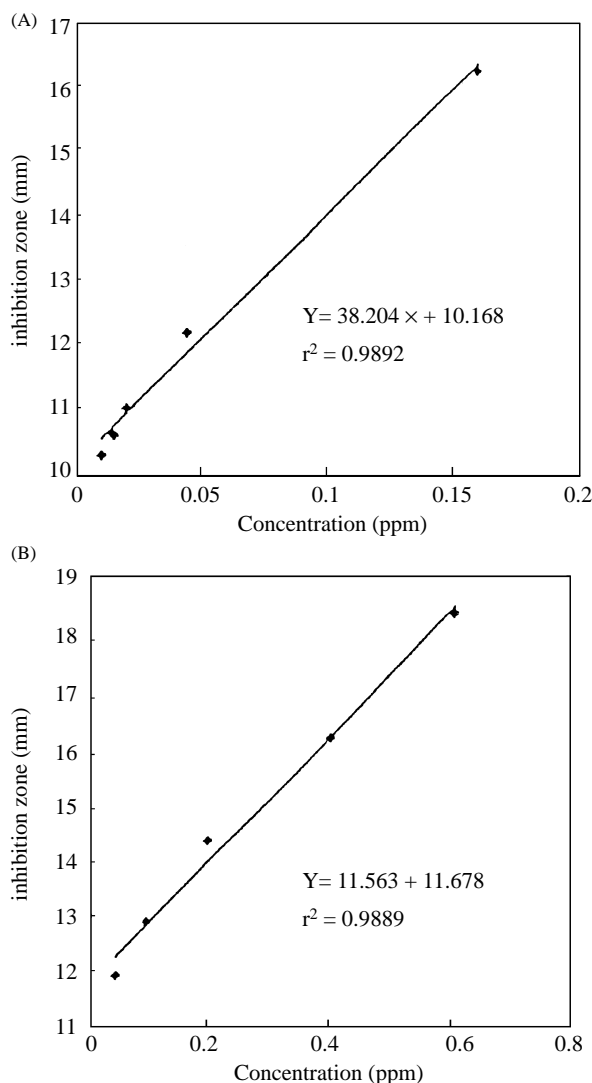 (A)
17
16
15
14
13
12
11
10
inhibition zone (mm)
Y= 38.204 × + 10.168
r² = 0.9892
0 0.05 0.1 0.15 0.2
Concentration (ppm)
(B)
19
18
17
16
15
14
13
12
11
inhibition zone (mm)
Y= 11.563 + 11.678
r² = 0.9889
0 0.2 0.4 0.6 0.8
Concentration (ppm)